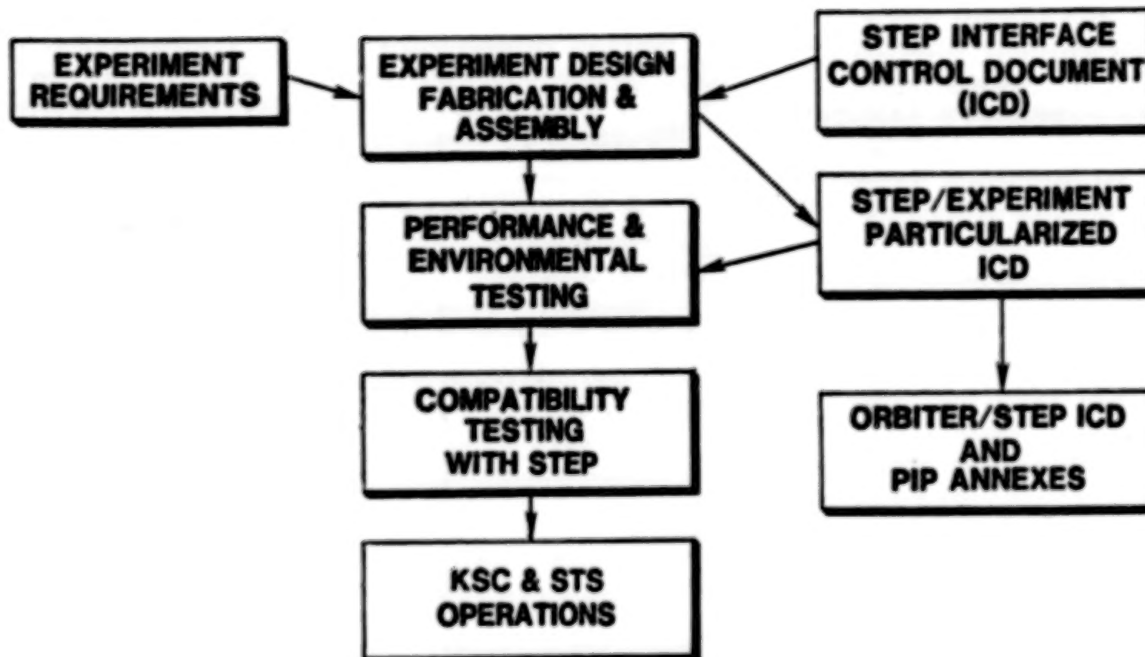 EXPERIMENT
REQUIREMENTS
EXPERIMENT DESIGN
FABRICATION &
ASSEMBLY
STEP INTERFACE
CONTROL DOCUMENT
(ICD)
PERFORMANCE &
ENVIRONMENTAL
TESTING
STEP/EXPERIMENT
PARTICULARIZED
ICD
COMPATIBILITY
TESTING
WITH STEP
ORBITER/STEP ICD
AND
PIP ANNEXES
KSC & STS
OPERATIONS